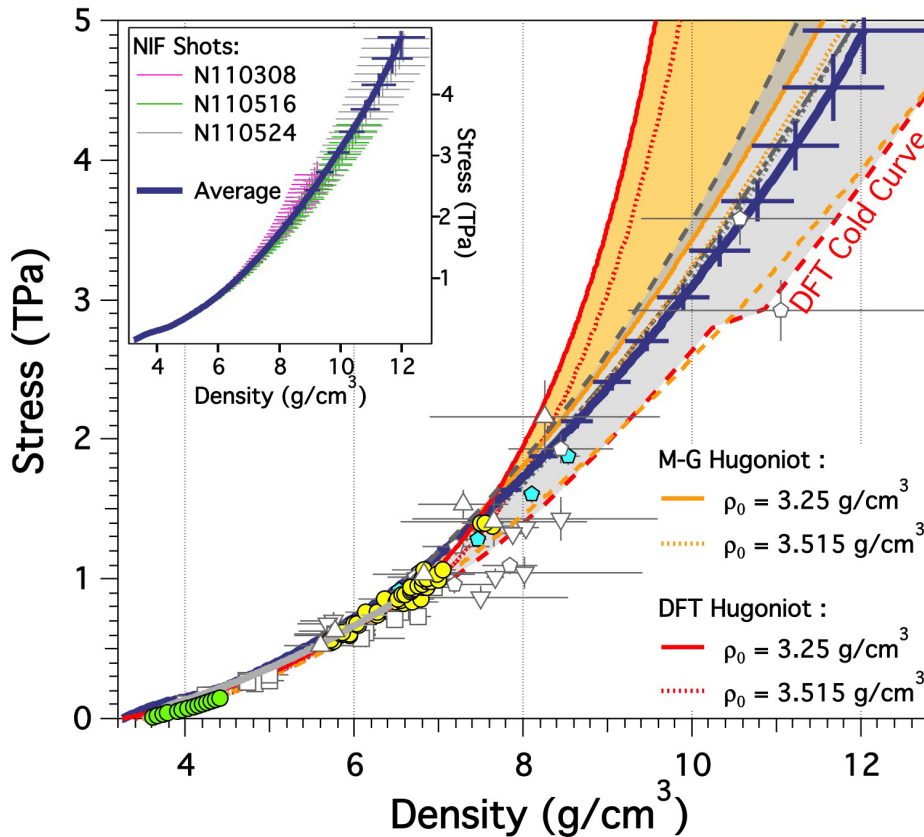 5
4
3
2
1
0
Stress (TPa)
4
6
8
10
12
Density (g/cm³)
NIF Shots:
N110308
N110516
N110524
Average
4
3
2
1
Stress (TPa)
4
6
8
10
12
Density (g/cm³)
DFT Cold Curve
M-G Hugoniot :
ρ₀ = 3.25 g/cm³
ρ₀ = 3.515 g/cm³
DFT Hugoniot :
ρ₀ = 3.25 g/cm³
ρ₀ = 3.515 g/cm³